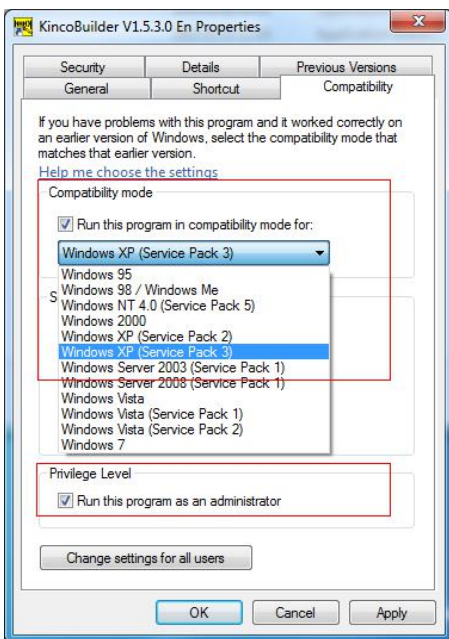 KincoBuilder V1.5.3.0 En Properties
Security Details Previous Versions
General Shortcut Compatibility
If you have problems with this program and it worked correctly on
an earlier version of Windows, select the compatibility mode that
matches that earlier version.
Help me choose the settings
Compatibility mode
Run this program in compatibility mode for:
Windows XP (Service Pack 3)
Windows 95
S
Windows 98 / Windows Me
Windows NT 4.0 (Service Pack 5)
Windows 2000
Windows XP (Service Pack 2)
Windows XP (Service Pack 3)
Windows Server 2003 (Service Pack 1)
Windows Server 2008 (Service Pack 1)
Windows Vista
Windows Vista (Service Pack 1)
Windows Vista (Service Pack 2)
Windows 7
Privilege Level
Run this program as an administrator
Change settings for all users
OK Cancel Apply